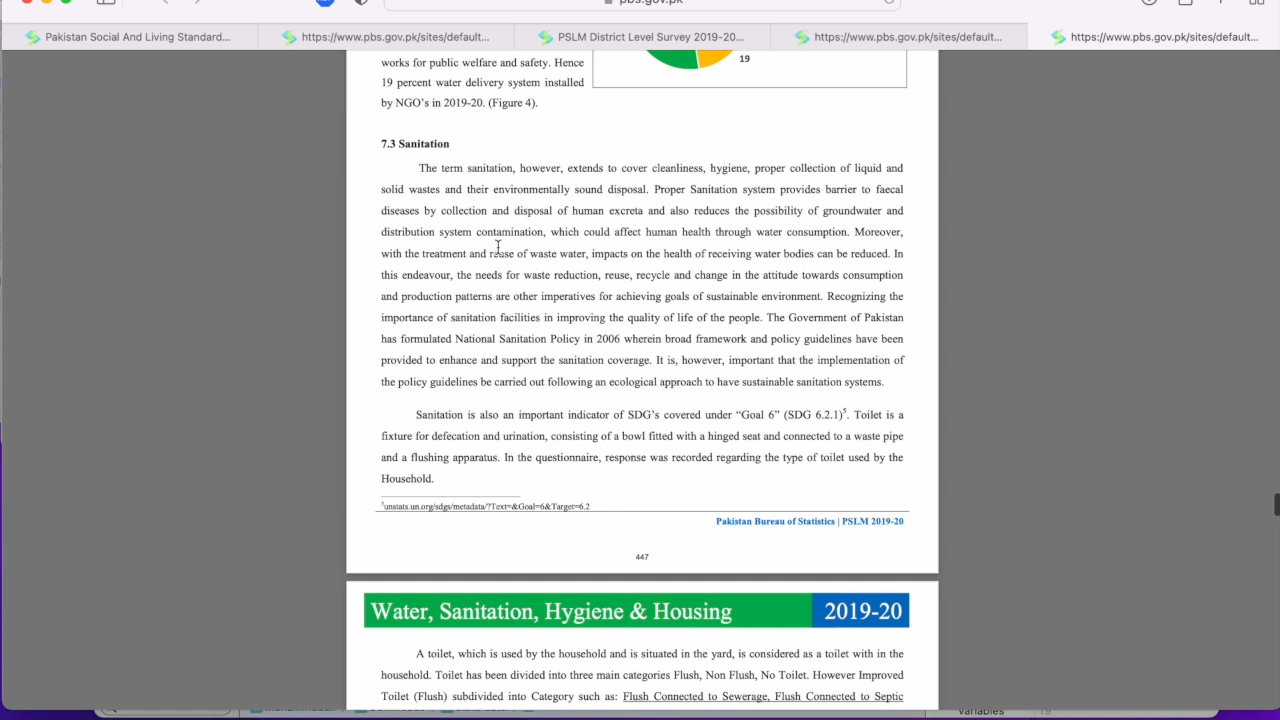 pbs.gov.pk
Pakistan Social And Living Standard...
https://www.pbs.gov.pk/sites/default...
PSLM District Level Survey 2019-20...
https://www.pbs.gov.pk/sites/default...
https://www.pbs.gov.pk/sites/default...
works for public welfare and safety. Hence
19 percent water delivery system installed
by NGO's in 2019-20. (Figure 4).
19
7.3 Sanitation
The term sanitation, however, extends to cover cleanliness, hygiene, proper collection of liquid and
solid wastes and their environmentally sound disposal. Proper Sanitation system provides barrier to faecal
diseases by collection and disposal of human excreta and also reduces the possibility of groundwater and
distribution system contamination, which could affect human health through water consumption. Moreover,
with the treatment and reuse of waste water, impacts on the health of receiving water bodies can be reduced. In
this endeavour, the needs for waste reduction, reuse, recycle and change in the attitude towards consumption
and production patterns are other imperatives for achieving goals of sustainable environment. Recognizing the
importance of sanitation facilities in improving the quality of life of the people. The Government of Pakistan
has formulated National Sanitation Policy in 2006 wherein broad framework and policy guidelines have been
provided to enhance and support the sanitation coverage. It is, however, important that the implementation of
the policy guidelines be carried out following an ecological approach to have sustainable sanitation systems.
Sanitation is also an important indicator of SDG's covered under “Goal 6” (SDG 6.2.1)5. Toilet is a
fixture for defecation and urination, consisting of a bowl fitted with a hinged seat and connected to a waste pipe
and a flushing apparatus. In the questionnaire, response was recorded regarding the type of toilet used by the
Household.
5unstats.un.org/sdgs/metadata/?Text=&Goal=6&Target=6.2
Pakistan Bureau of Statistics | PSLM 2019-20
447
Water, Sanitation, Hygiene & Housing 2019-20
A toilet, which is used by the household and is situated in the yard, is considered as a toilet with in the
household. Toilet has been divided into three main categories Flush, Non Flush, No Toilet. However Improved
Toilet (Flush) subdivided into Category such as: Flush Connected to Sewerage, Flush Connected to Septic
Variables
19